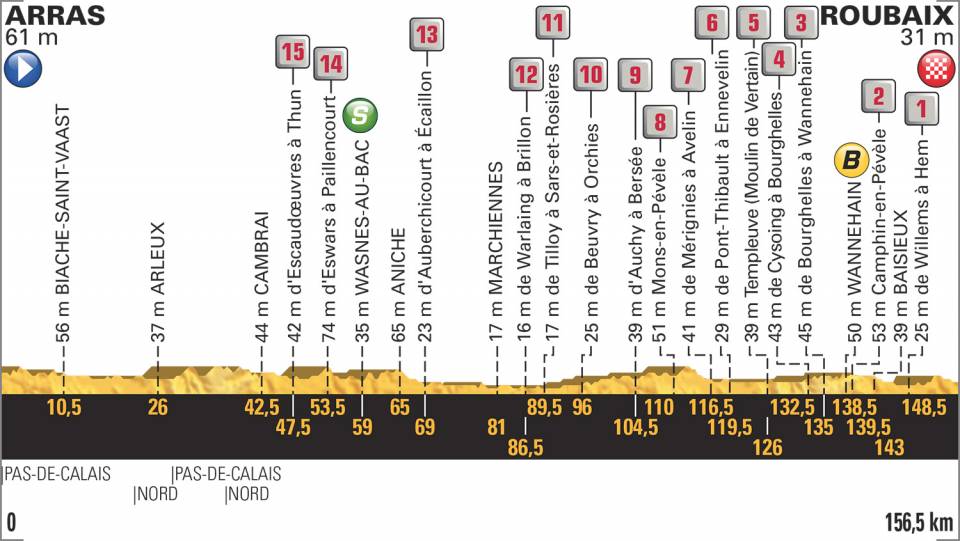 ARRAS
61 m
ROUBAIX
31 m
56 m BIACHE-SAINT-VAAST
37 m ARLEUX
44 m CAMBRAI
15
42 m d'Escaudœuvres à Thun
14
74 m d'Eswars à Paillencourt
S
35 m WASNES-AU-BAC
65 m ANICHE
13
23 m d'Auberchicourt à Écaillon
17 m MARCHIENNES
12
16 m de Warlaing à Brillon
11
17 m de Tilloy à Sars-et-Rosières
10
25 m de Beuvry à Orchies
9
39 m d'Auchy à Bersée
8
51 m Mons-en-Pévèle
7
41 m de Mérignies à Avelin
6
29 m de Pont-Thibault à Ennevelin
5
39 m Templeuve (Moulin de Vertain)
4
43 m de Cysoing à Bourghelles
3
45 m de Bourghelles à Wannehain
B
50 m WANNEHAIN
2
53 m Camphin-en-Pévèle
39 m BAISIEUX
1
25 m de Willems à Hem
10,5
26
42,5
47,5
53,5
59
65
69
81
86,5
89,5
96
104,5
110
116,5
119,5
126
132,5
135
138,5
139,5
143
148,5
|PAS-DE-CALAIS
|NORD
|PAS-DE-CALAIS
|NORD
0
156,5 km